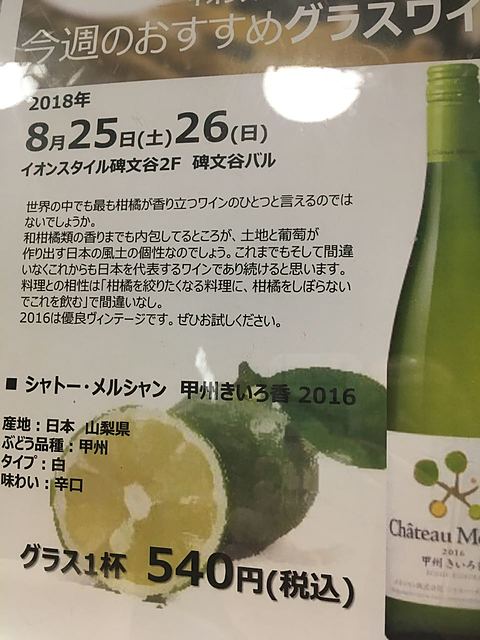 今週のおすすめグラスワイ
2018年
8月25日(土)26(日)
イオンスタイル碑文谷2F 碑文谷バル
世界の中でも最も柑橘が香り立つワインのひとつと言えるのでは
ないでしょうか。
和柑橘類の香りまでも内包してるところが、土地と葡萄が
作り出す日本の風土の個性なのでしょう。これまでもそして間違
いなくこれからも日本を代表するワインであり続けると思います。
料理との相性は「柑橘を絞りたくなる料理に、柑橘をしぼらない
でこれを飲む」で間違いなし。
2016は優良ヴィンテージです。ぜひお試しください。
■ シャトー・メルシャン 甲州きいろ香 2016
産地：日本 山梨県
ぶどう品種：甲州
タイプ：白
味わい：辛口
グラス1杯 540円(税込)
Château Me
2016
甲州きいろ